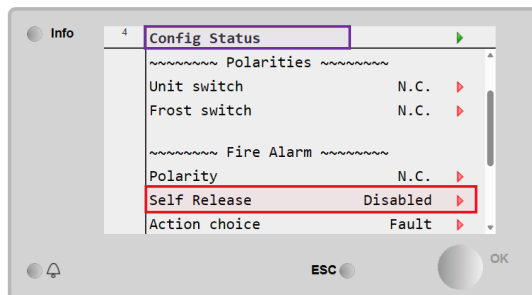 Info
4
Config Status
~~~~~~~~ Polarities ~~~~~~~~
Unit switch N.C.
Frost switch N.C.
~~~~~~~~ Fire Alarm ~~~~~~~~
Polarity N.C.
Self Release Disabled
Action choice Fault
ESC
OK